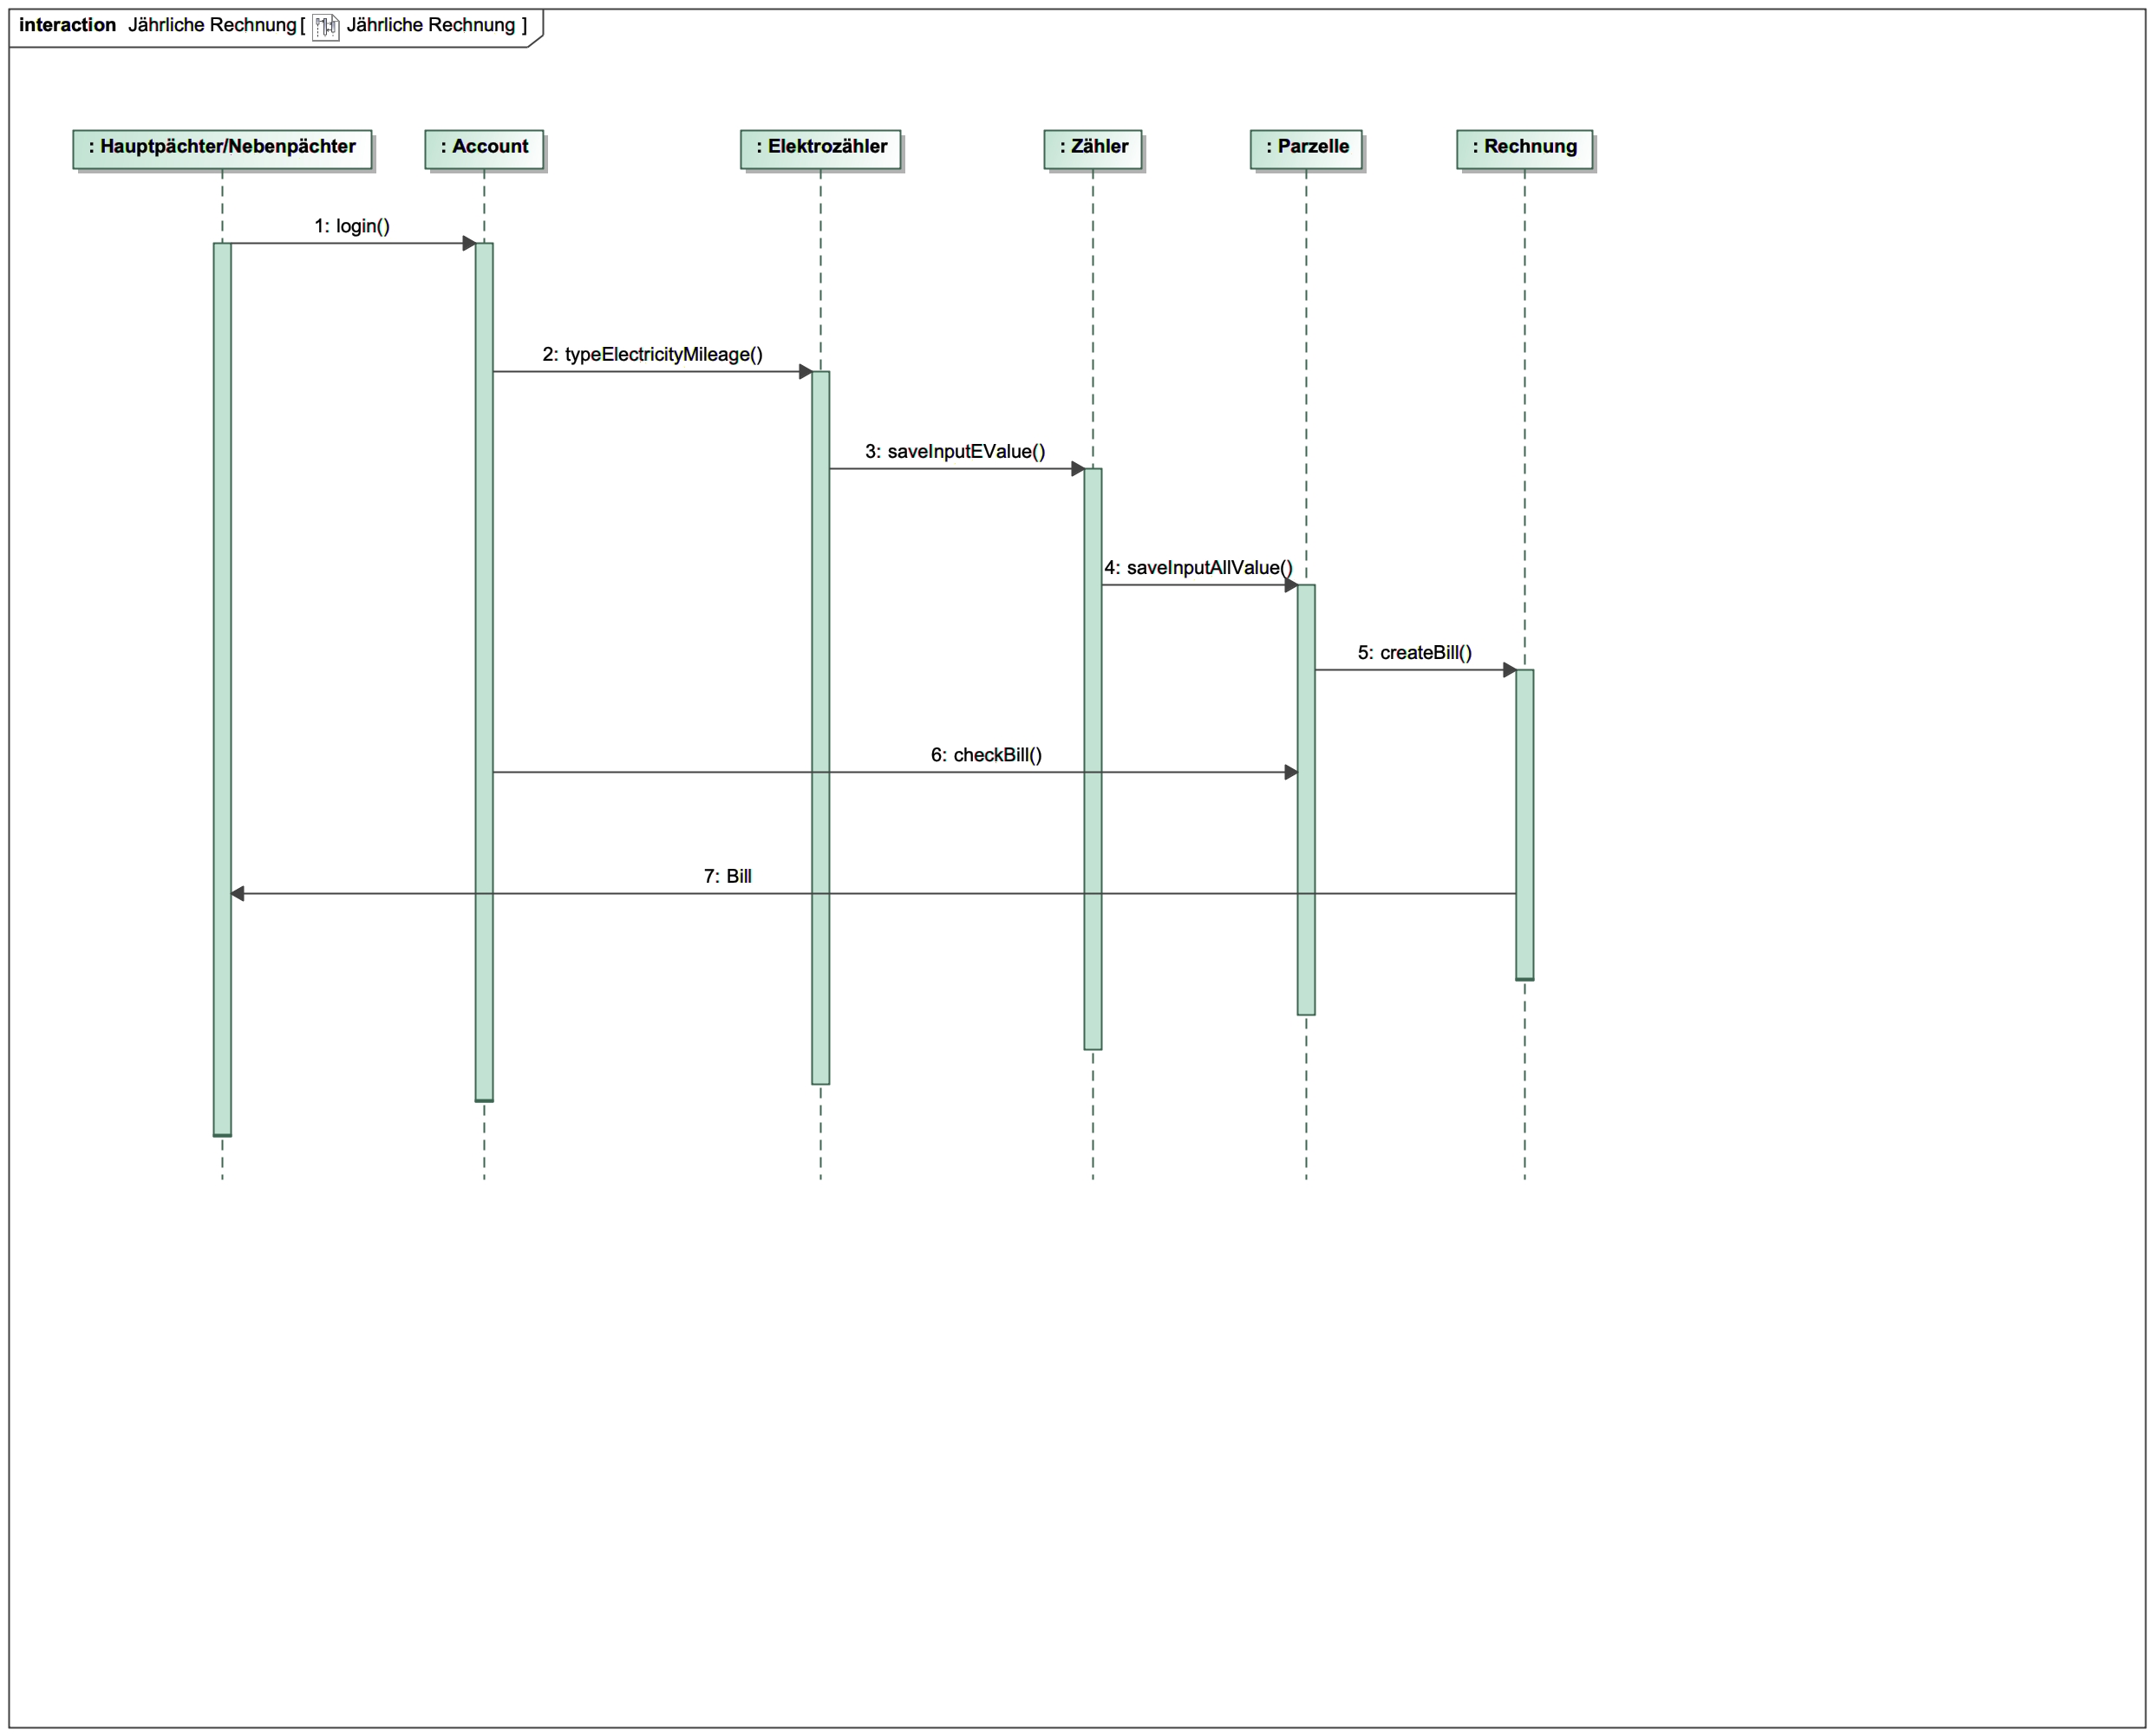 interaction Jährliche Rechnung [ Jährliche Rechnung ]
: Hauptpächter/Nebenpächter
: Account
: Elektrozähler
: Zähler
: Parzelle
: Rechnung
1: login()
2: typeElectricityMileage()
3: saveInputEValue()
4: saveInputAllValue()
5: createBill()
6: checkBill()
7: Bill